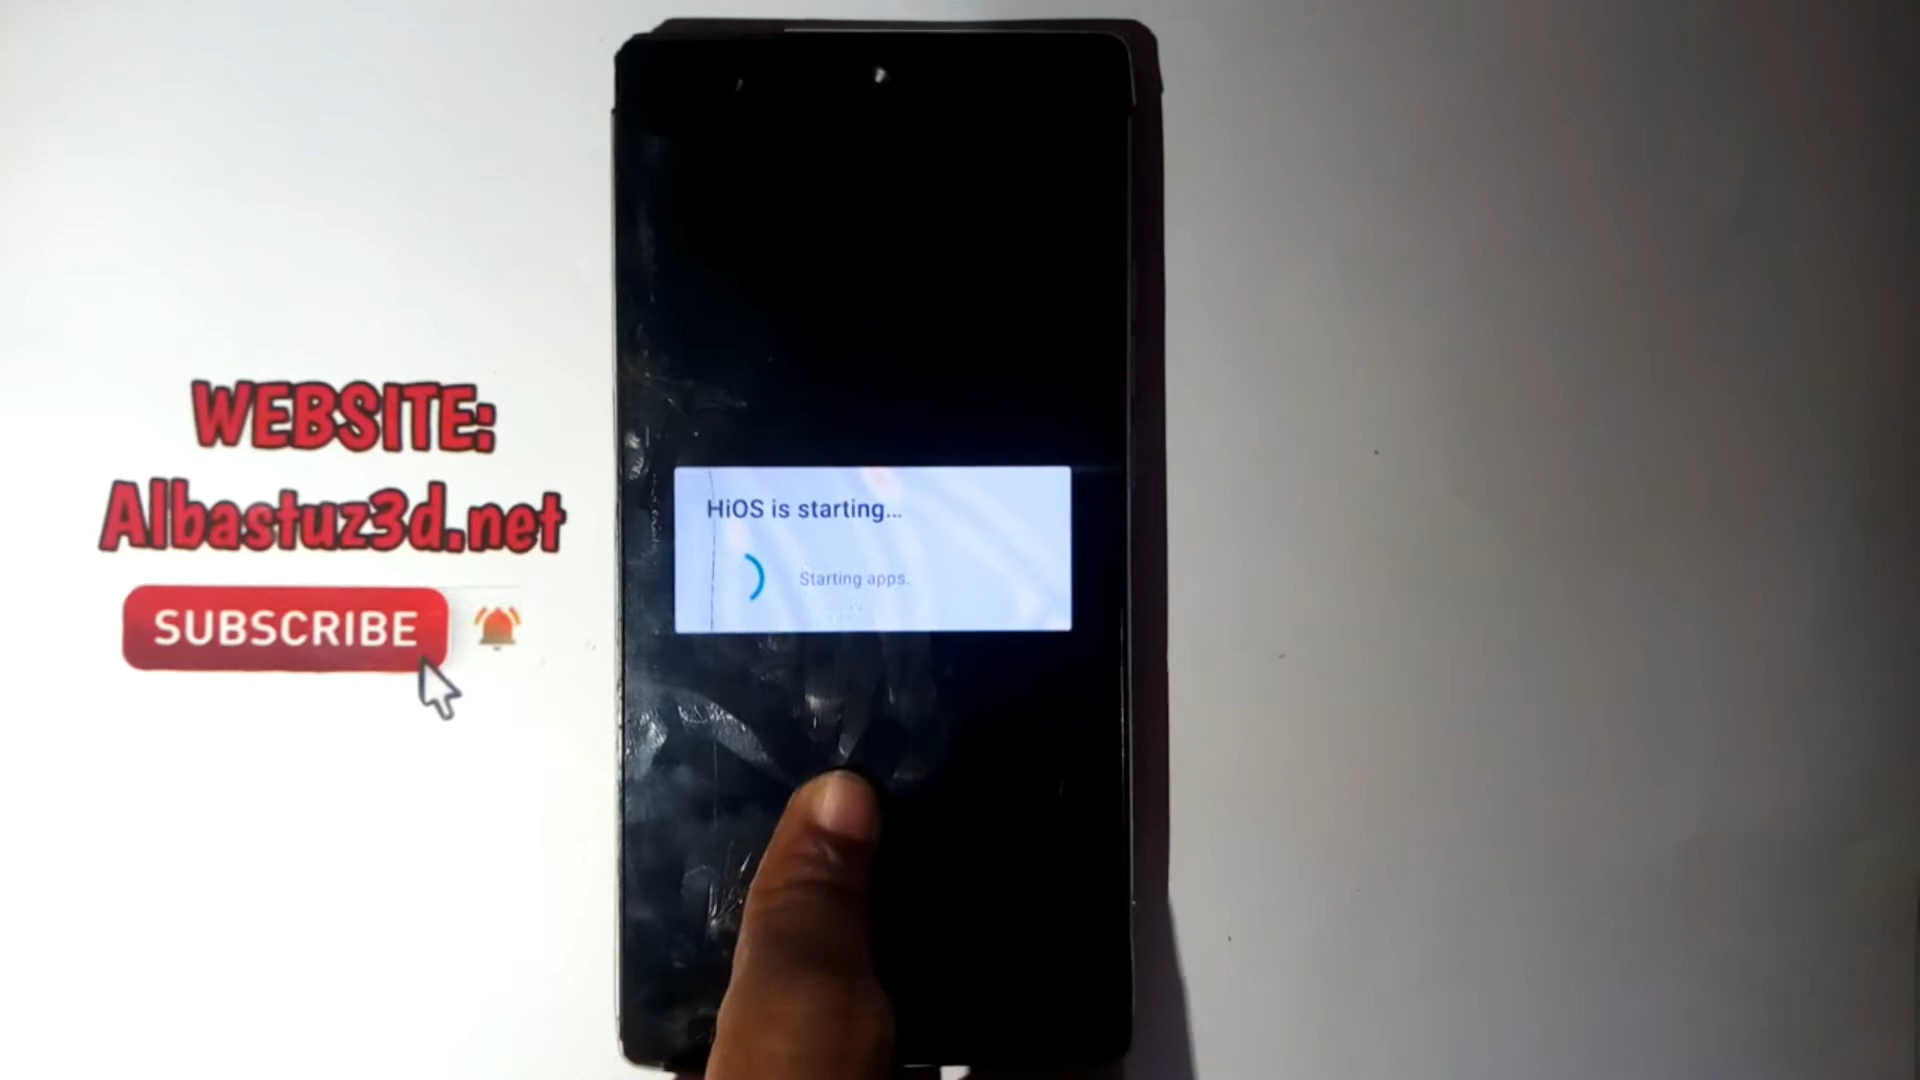 WEBSITE:
Albastuz3d.net
SUBSCRIBE
HiOS is starting...
Starting apps.